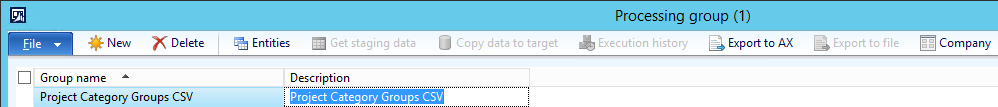 Processing group (1)
File New Delete Entities Get staging data Copy data to target Execution history Export to AX Export to file Company
Group name Description
Project Category Groups CSV Project Category Groups CSV